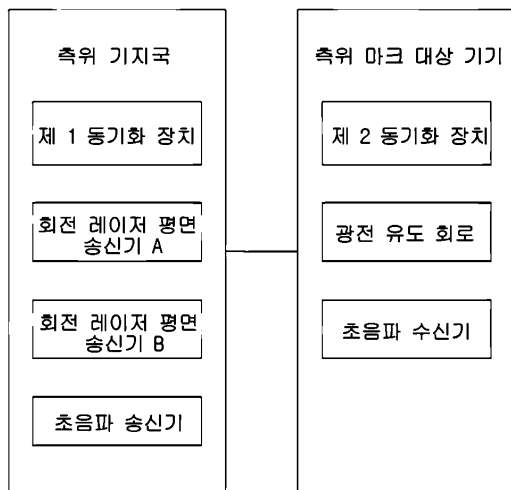 측위 기지국
제 1 동기화 장치
회전 레이저 평면
송신기 A
회전 레이저 평면
송신기 B
초음파 송신기
측위 마크 대상 기기
제 2 동기화 장치
광전 유도 회로
초음파 수신기